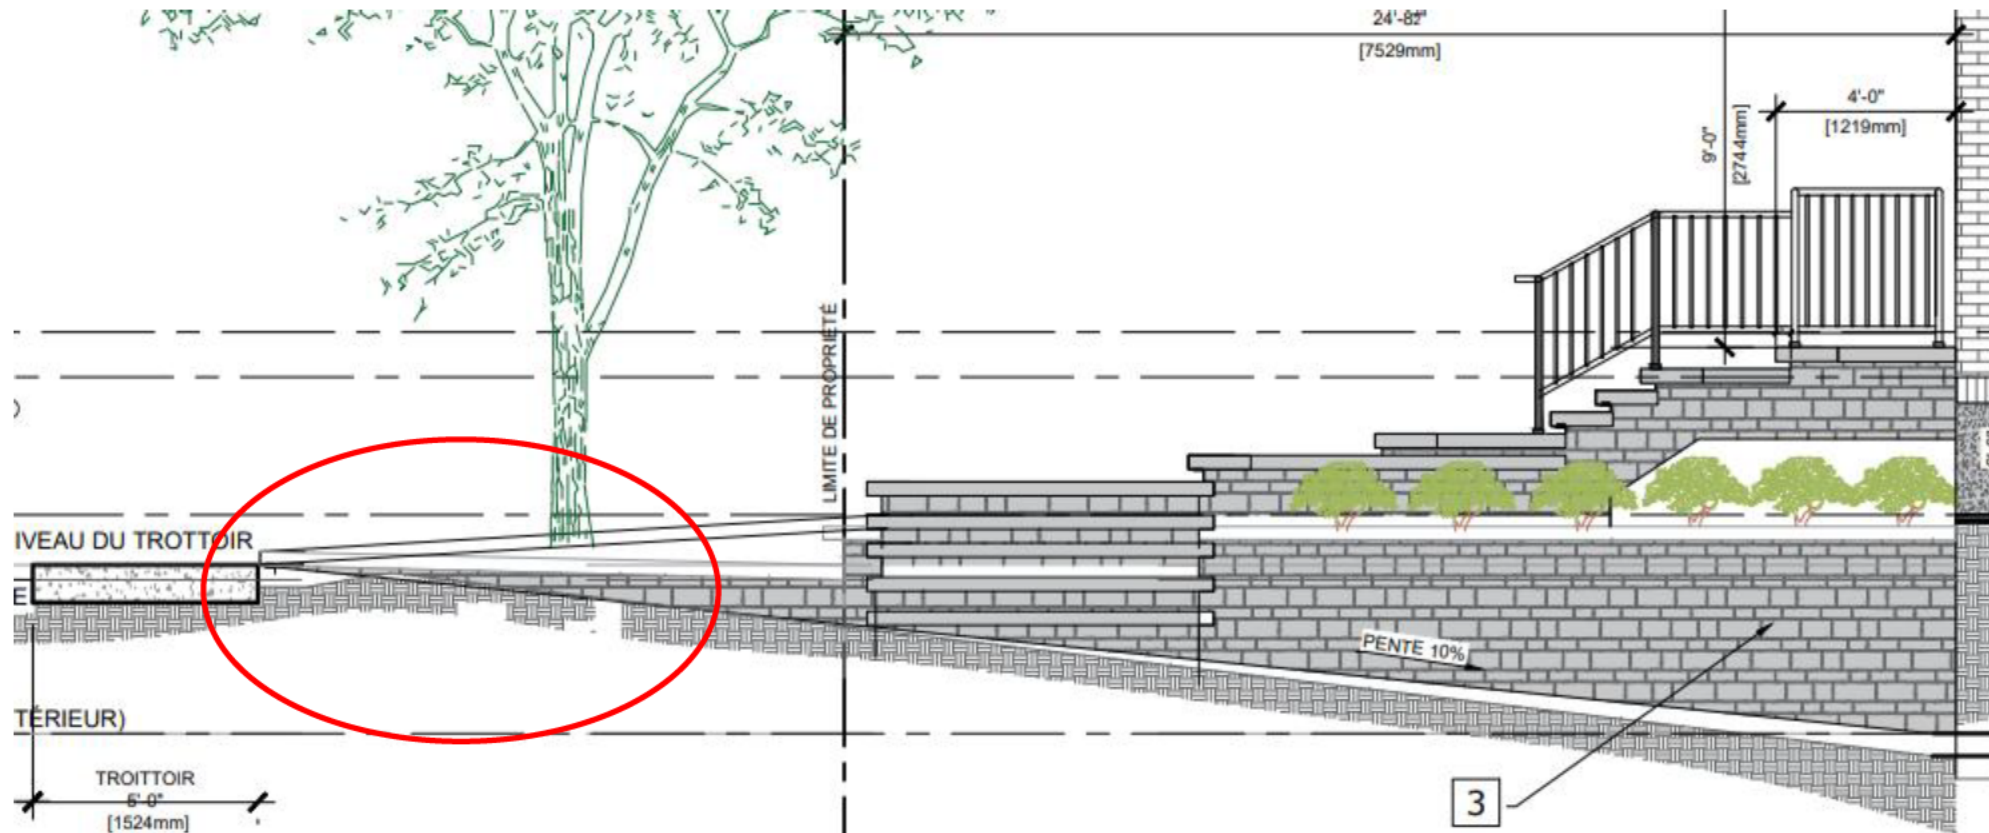 24'-8½"
[7529mm]
4'-0"
[1219mm]
9'-0"
[2744mm]
LIMITE DE PROPRIÉTÉ
IVEAU DU TROTTOIR
E
PENTE 10%
TÉRIEUR)
TROITTOIR
5'-0"
[1524mm]
3